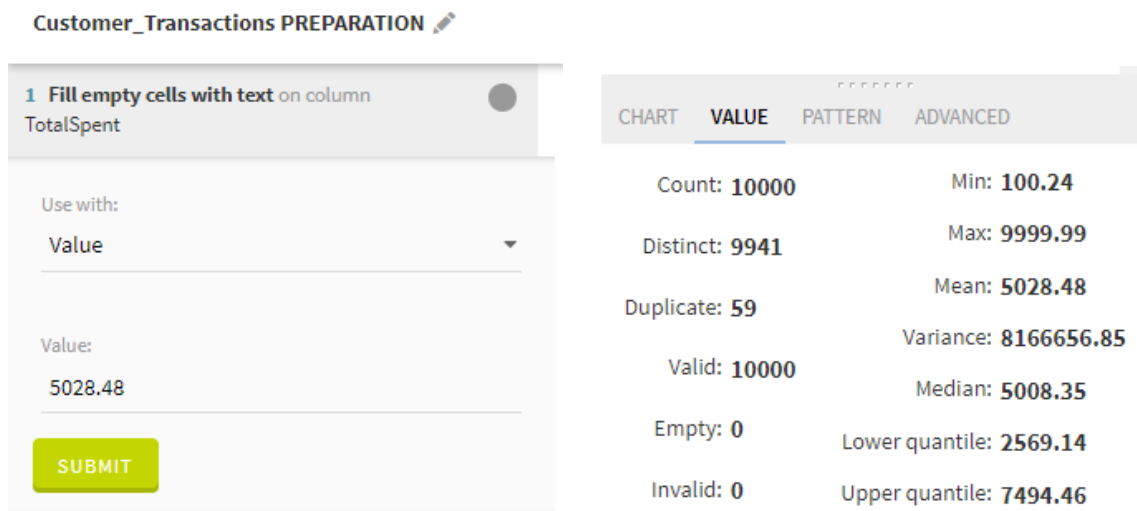 Customer_Transactions PREPARATION
1 Fill empty cells with text on column
TotalSpent
Use with:
Value
Value:
5028.48
SUBMIT
CHART VALUE PATTERN ADVANCED
Count: 10000
Distinct: 9941
Duplicate: 59
Valid: 10000
Empty: 0
Invalid: 0
Min: 100.24
Max: 9999.99
Mean: 5028.48
Variance: 8166656.85
Median: 5008.35
Lower quantile: 2569.14
Upper quantile: 7494.46